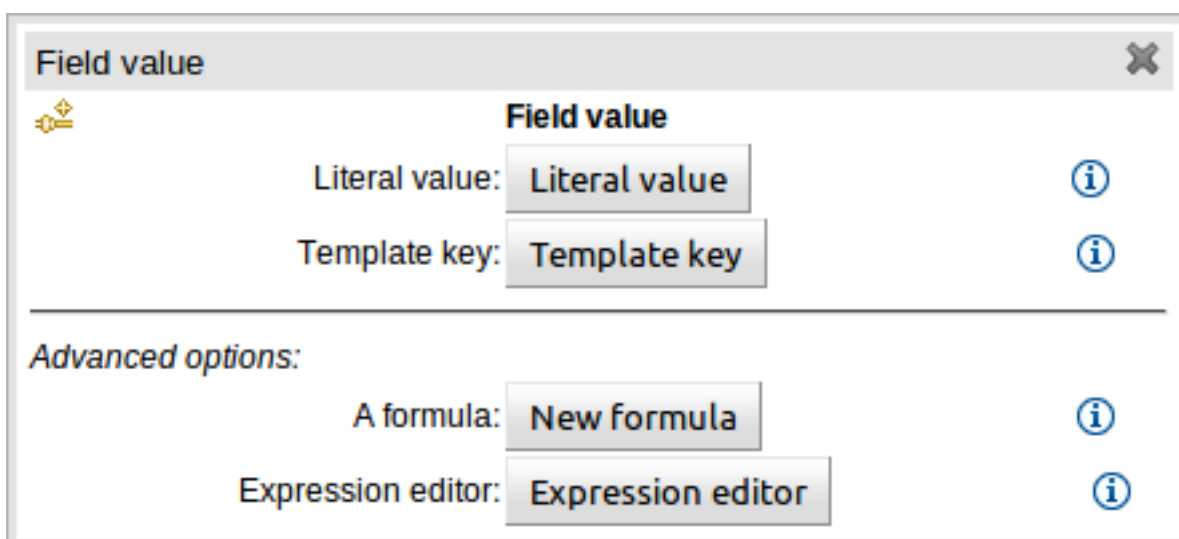 Field value
Field value
Literal value: Literal value
Template key: Template key
Advanced options:
A formula: New formula
Expression editor: Expression editor